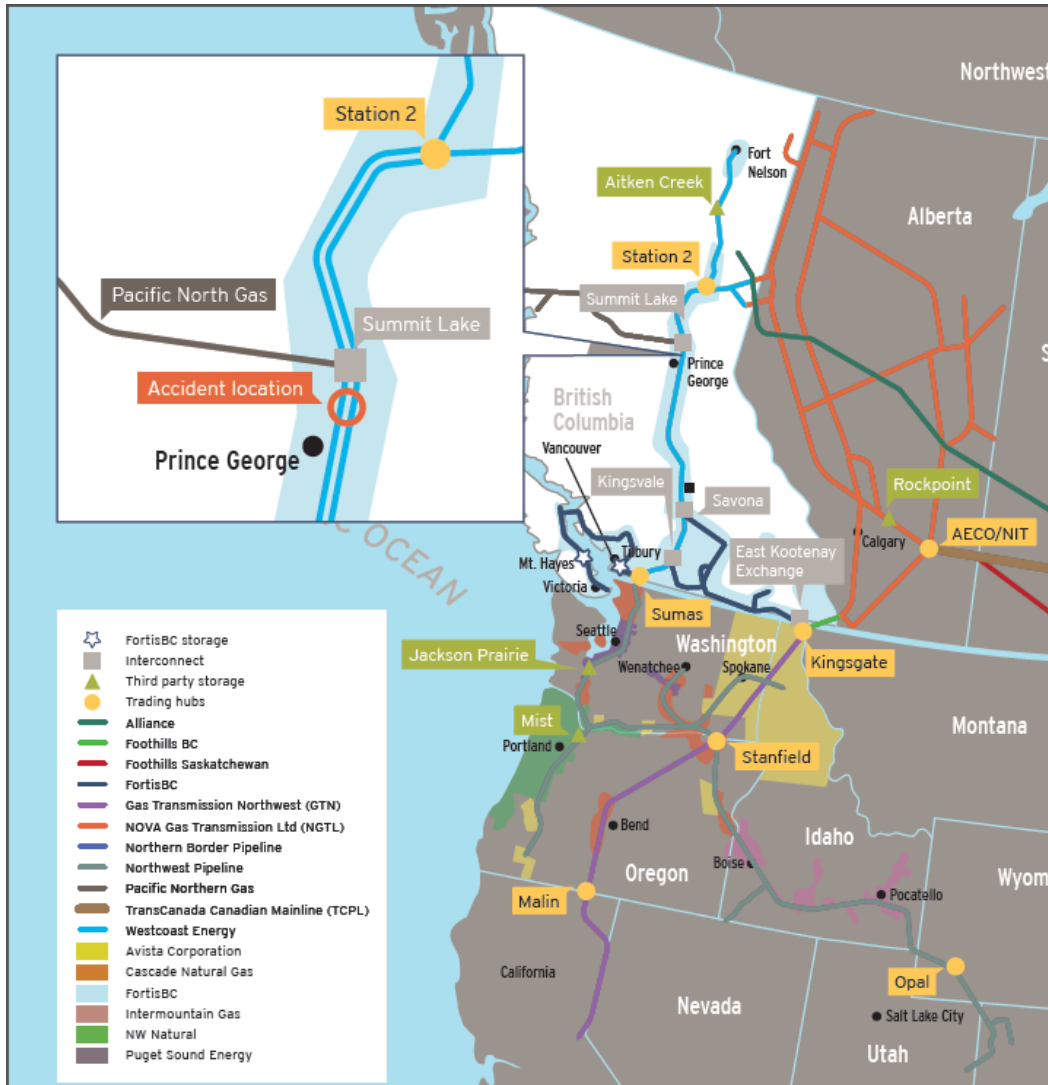 Northwest
Station 2
Fort
Nelson
Aitken Creek
Alberta
Station 2
Pacific North Gas
Summit Lake
Summit Lake
Accident location
Prince George
Prince
George
British
Columbia
Vancouver
Kingsvale
Savona
Rockpoint
Calgary
AECO/NIT
C OCEAN
Tilbury
Mt. Hayes
East Kootenay
Exchange
Victoria
Sumas
Seattle
Washington
Kingsgate
Jackson Prairie
Wenatchee
Spokane
Mist
Montana
Portland
Stanfield
Bend
Idaho
Boise
Oregon
Wyom
Malin
Pocatello
California
Opal
Nevada
Salt Lake City
Utah
FortisBC storage
Interconnect
Third party storage
Trading hubs
Alliance
Foothills BC
Foothills Saskatchewan
FortisBC
Gas Transmission Northwest (GTN)
NOVA Gas Transmission Ltd (NGTL)
Northern Border Pipeline
Northwest Pipeline
Pacific Northern Gas
TransCanada Canadian Mainline (TCPL)
Westcoast Energy
Avista Corporation
Cascade Natural Gas
FortisBC
Intermountain Gas
NW Natural
Puget Sound Energy